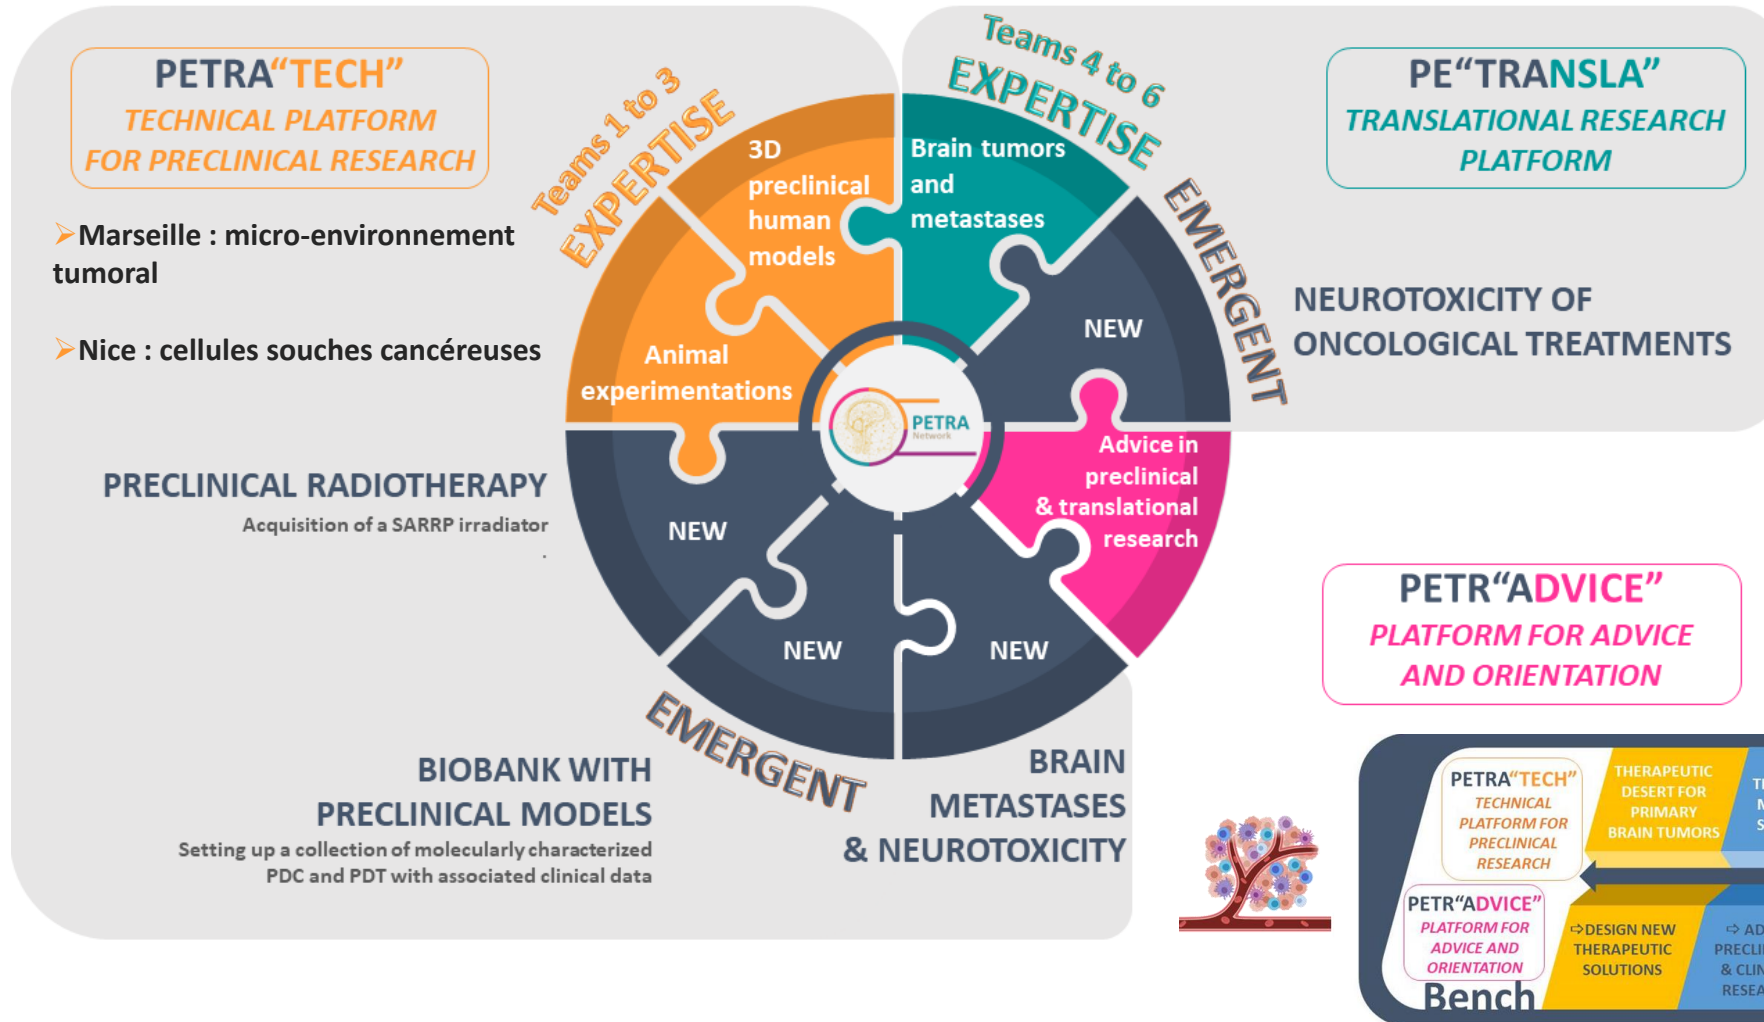 PETRA“TECH”
TECHNICAL PLATFORM
FOR PRECLINICAL RESEARCH
➢Marseille : micro-environnement
tumoral
➢Nice : cellules souches cancéreuses
PRECLINICAL RADIOTHERAPY
Acquisition of a SARRP irradiator
.
BIOBANK WITH
PRECLINICAL MODELS
Setting up a collection of molecularly characterized
PDC and PDT with associated clinical data
Teams 1 to 3
EXPERTISE
3D
preclinical
human
models
Animal
experimentations
NEW
NEW
NEW
EMERGENT
BRAIN
METASTASES
& NEUROTOXICITY
PETRA
Network
Teams 4 to 6
EXPERTISE
Brain tumors
and
metastases
NEW
EMERGENT
Advice in
preclinical
& translational
research
PE“TRANSLA”
TRANSLATIONAL RESEARCH
PLATFORM
NEUROTOXICITY OF
ONCOLOGICAL TREATMENTS
PETR“ADVICE”
PLATFORM FOR ADVICE
AND ORIENTATION
PETRA“TECH”
TECHNICAL
PLATFORM FOR
PRECLINICAL
RESEARCH
THERAPEUTIC
DESERT FOR
PRIMARY
BRAIN TUMORS
PETR“ADVICE”
PLATFORM FOR
ADVICE AND
ORIENTATION
Bench
⇨DESIGN NEW
THERAPEUTIC
SOLUTIONS
⇨
&